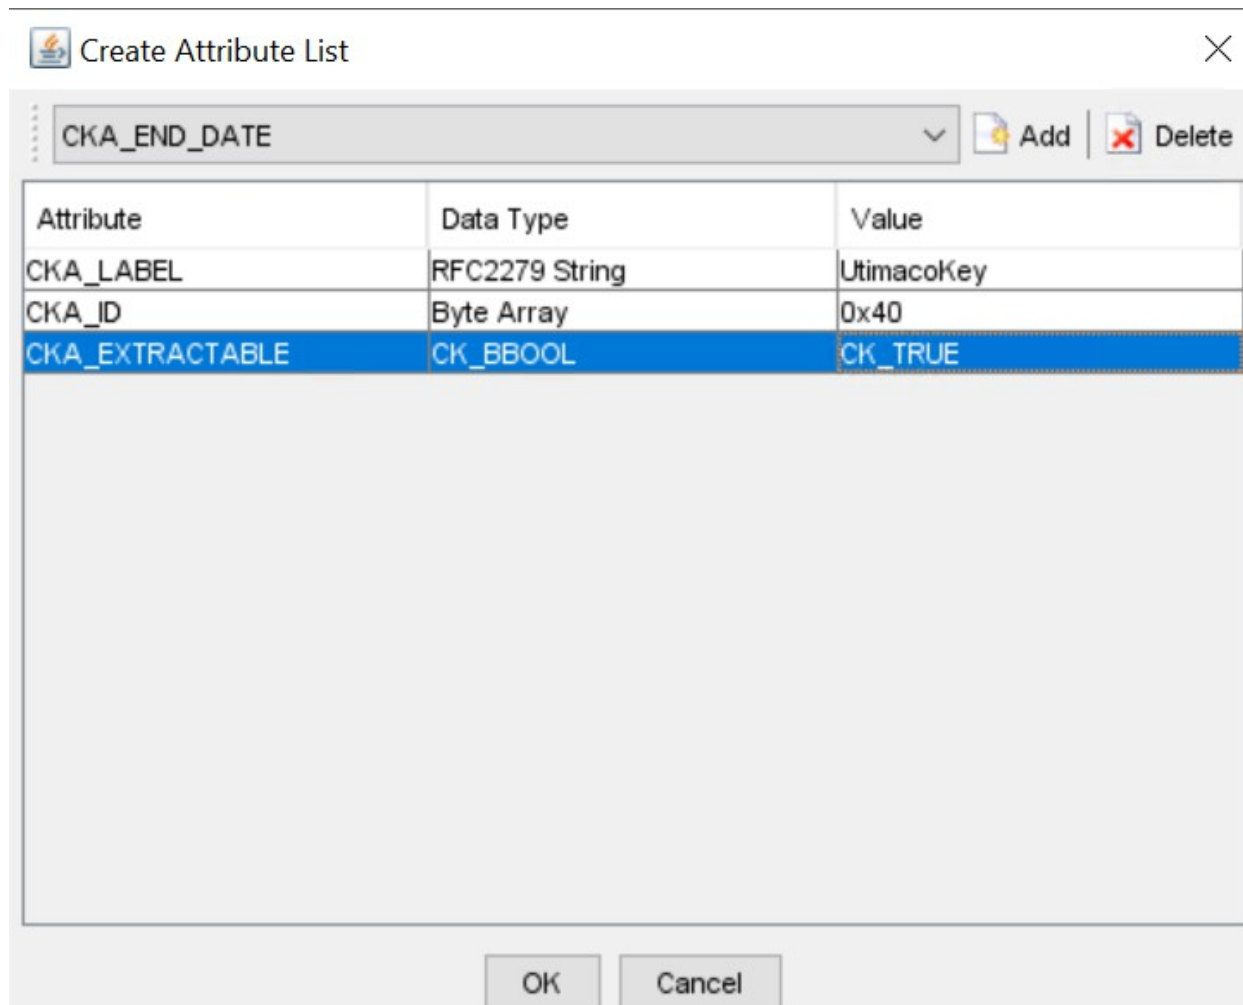 Create Attribute List
CKA_END_DATE Add Delete
Attribute Data Type Value
CKA_LABEL RFC2279 String UtimacoKey
CKA_ID Byte Array 0x40
CKA_EXTRACTABLE CK_BBOOL CK_TRUE
OK Cancel